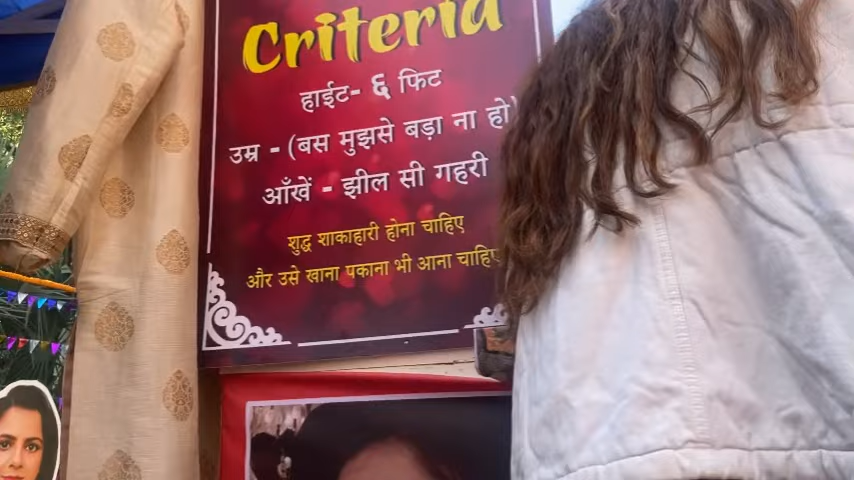 Criteria
हाईट- ६ फिट
उम्र - (बस मुझसे बड़ा ना हो)
आँखें - झील सी गहरी
शुद्ध शाकाहारी होना चाहिए
और उसे खाना पकाना भी आना चाहिए